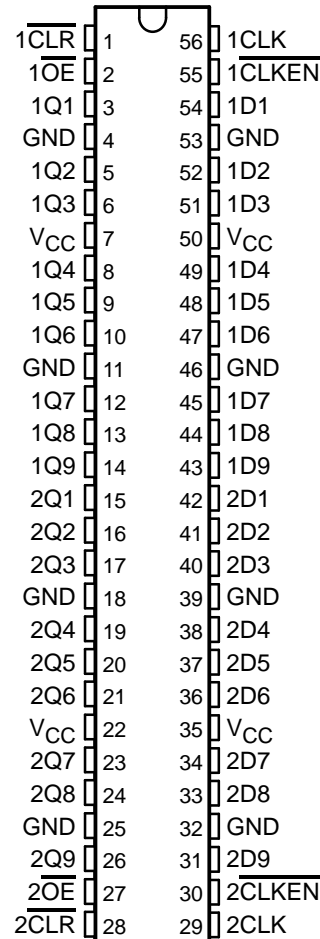 1CLR 1 56 1CLK
1OE 2 55 1CLKEN
1Q1 3 54 1D1
GND 4 53 GND
1Q2 5 52 1D2
1Q3 6 51 1D3
VCC 7 50 VCC
1Q4 8 49 1D4
1Q5 9 48 1D5
1Q6 10 47 1D6
GND 11 46 GND
1Q7 12 45 1D7
1Q8 13 44 1D8
1Q9 14 43 1D9
2Q1 15 42 2D1
2Q2 16 41 2D2
2Q3 17 40 2D3
GND 18 39 GND
2Q4 19 38 2D4
2Q5 20 37 2D5
2Q6 21 36 2D6
VCC 22 35 VCC
2Q7 23 34 2D7
2Q8 24 33 2D8
GND 25 32 GND
2Q9 26 31 2D9
2OE 27 30 2CLKEN
2CLR 28 29 2CLK